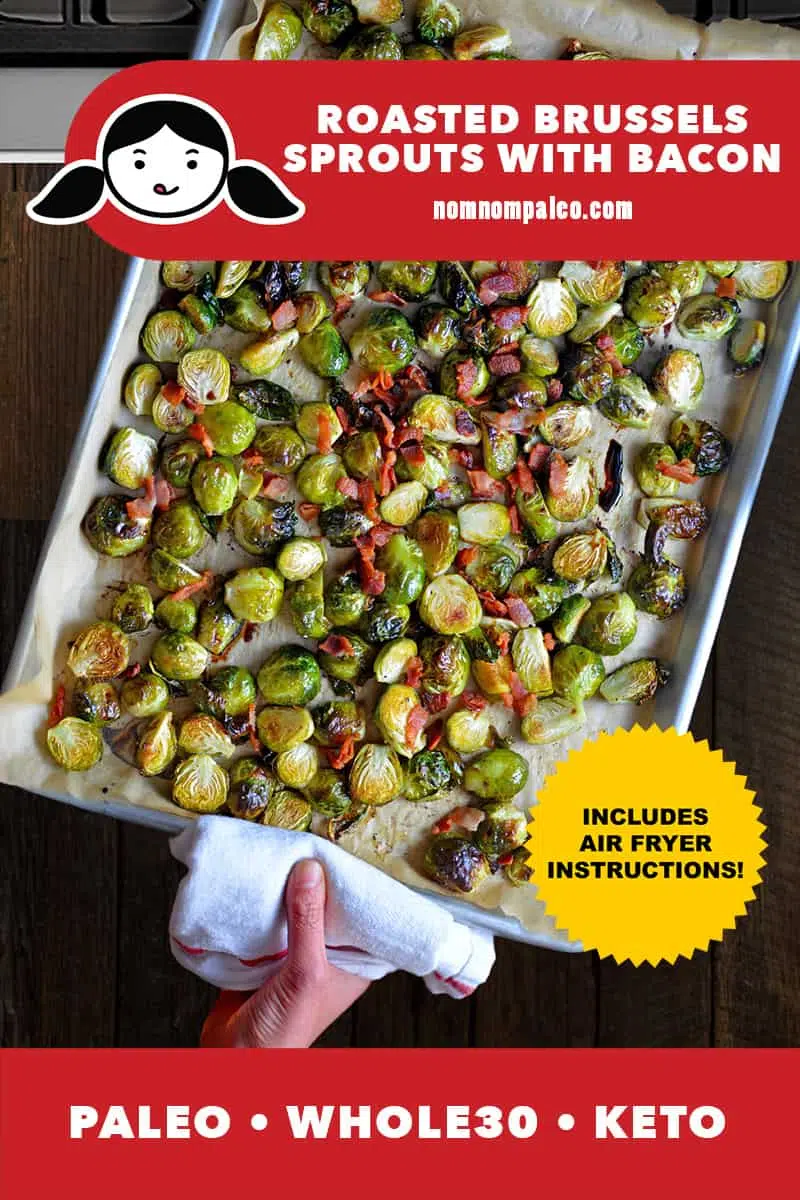 ROASTED BRUSSELS
SPROUTS WITH BACON
nomnompaleo.com
INCLUDES
AIR FRYER
INSTRUCTIONS!
PALEO • WHOLE30 • KETO